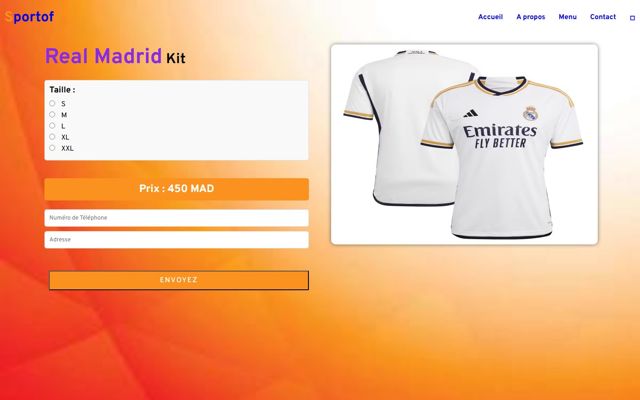 Sportof
Accueil
A propos
Menu
Contact
Real Madrid Kit
Taille :
S
M
L
XL
XXL
Prix : 450 MAD
Numéro de Téléphone
Adresse
ENVOYEZ
Emirates
FLY BETTER